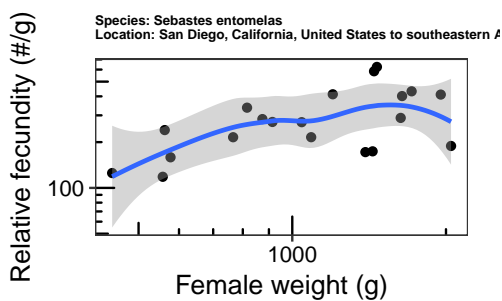 Species: Sebastes entomelas
Location: San Diego, California, United States to southeastern A
Relative fecundity (#/g)
100
1000
Female weight (g)